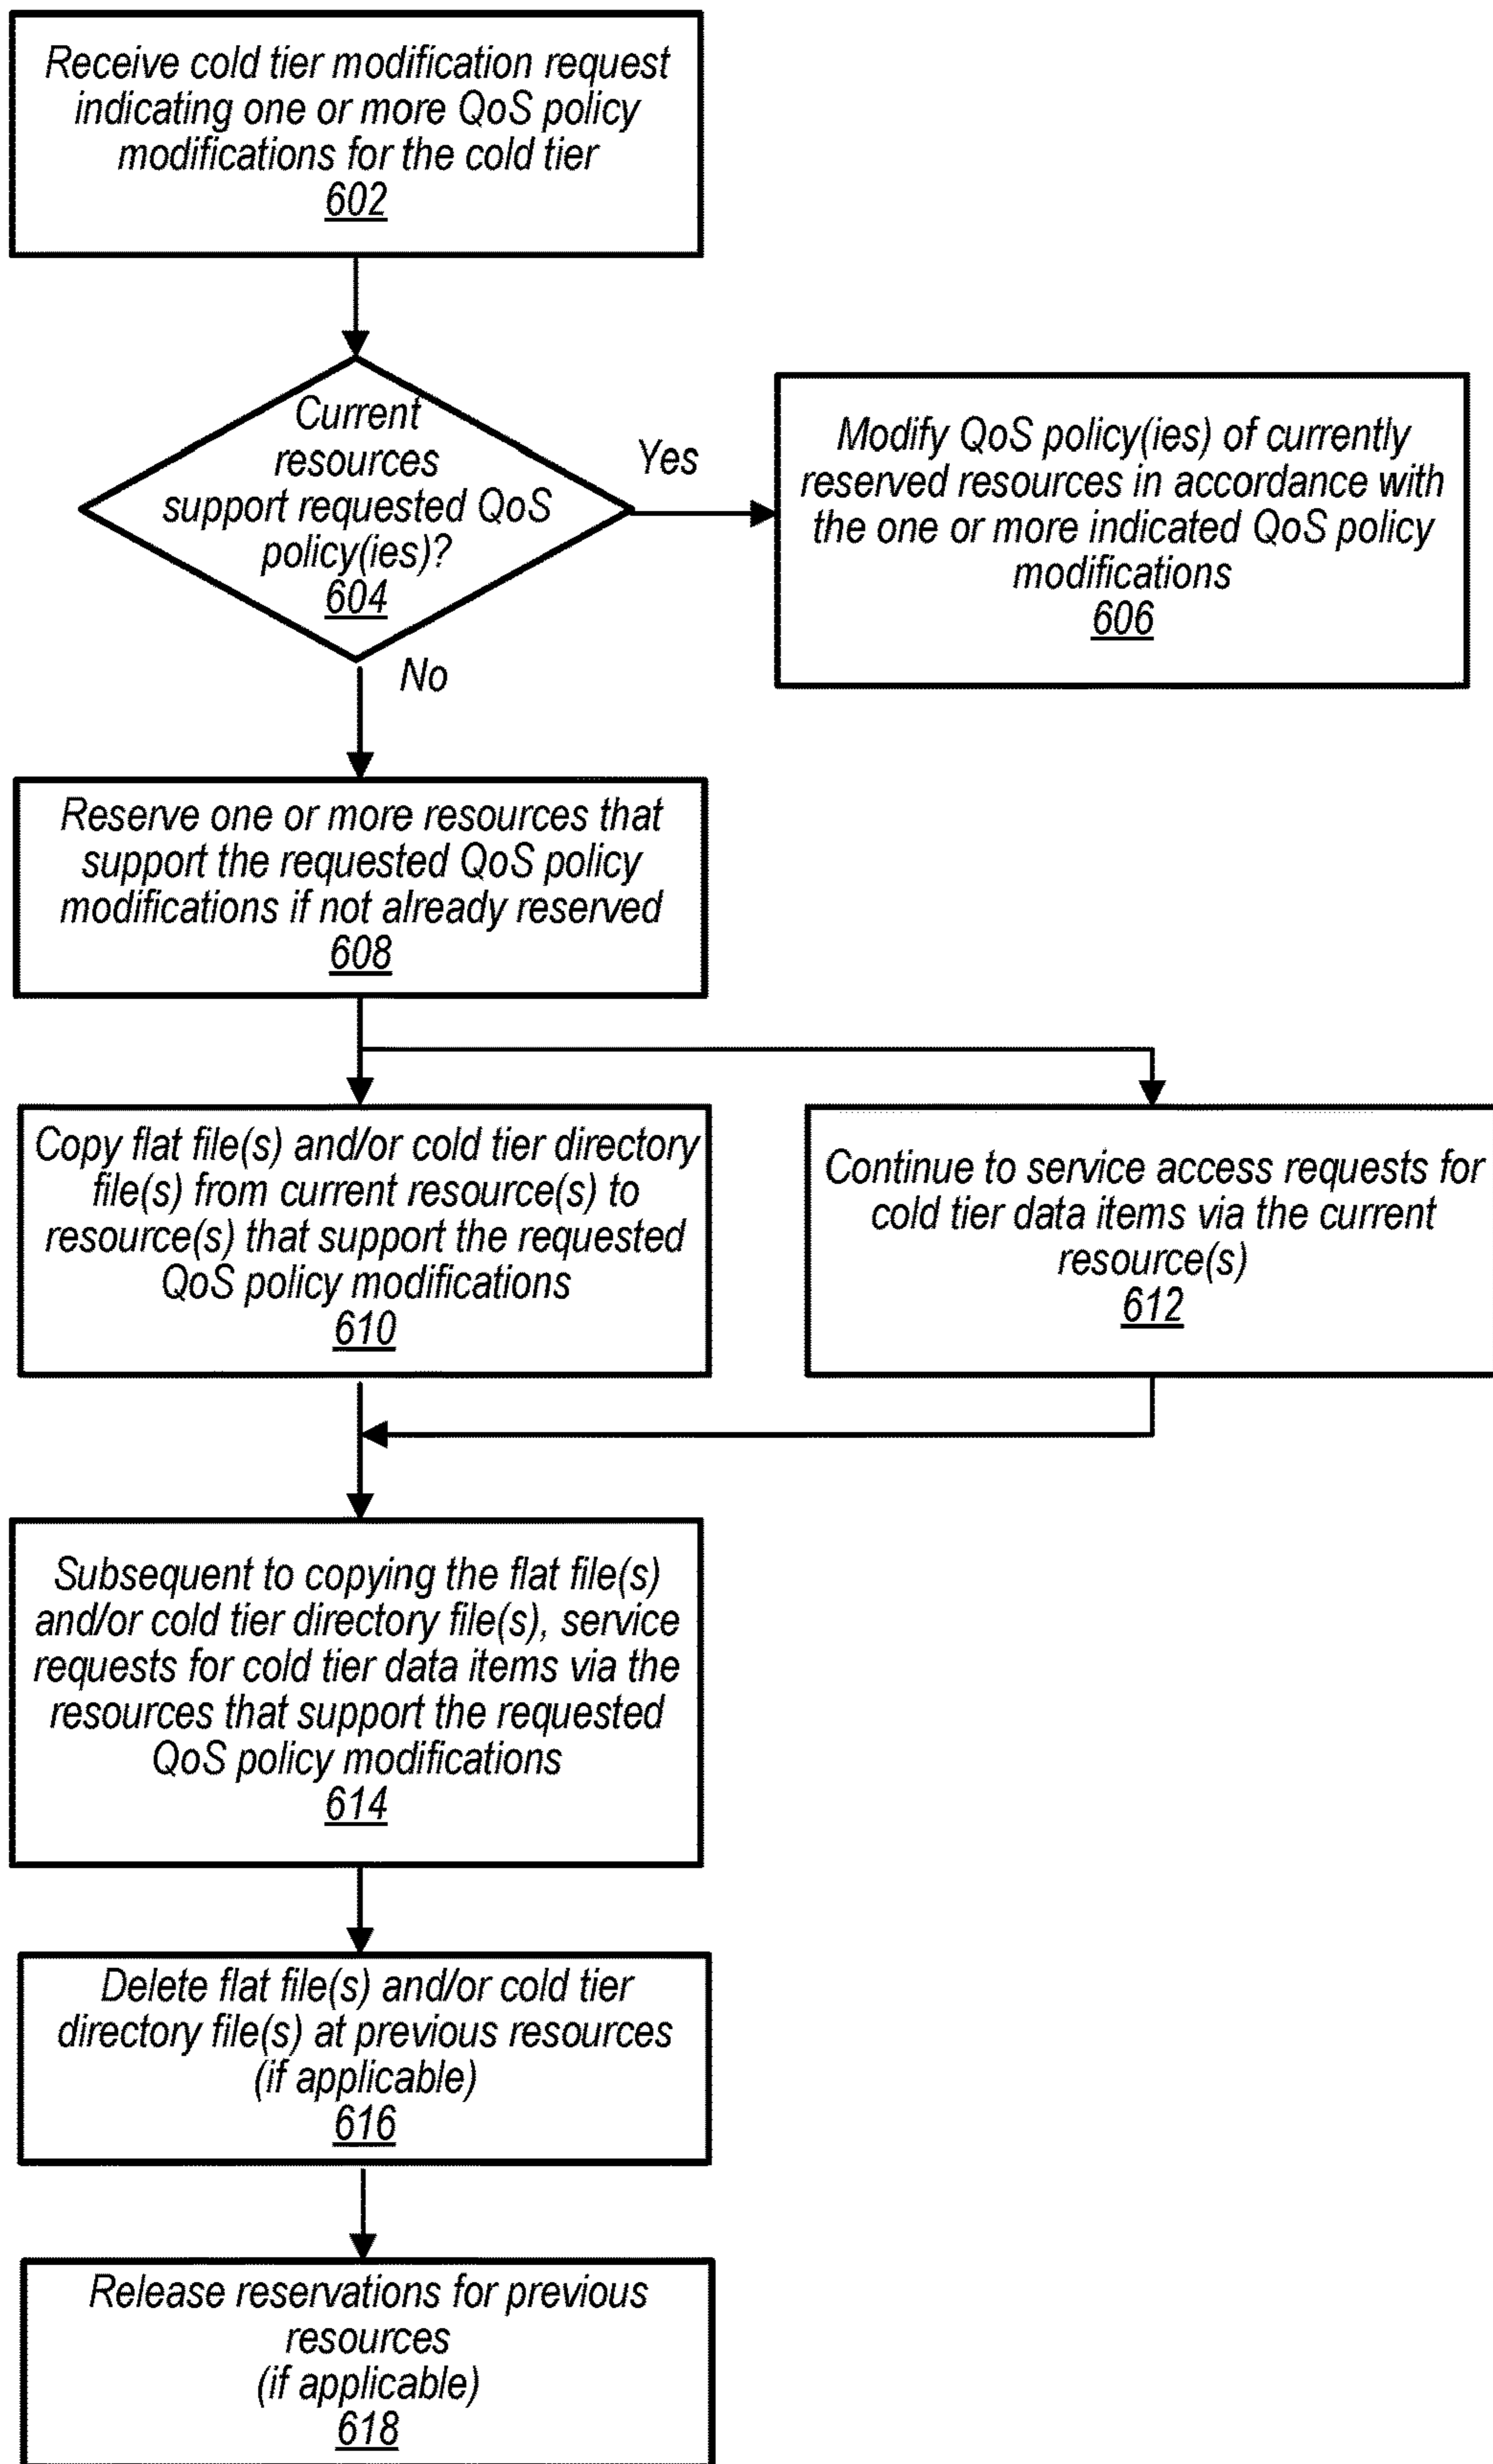 Receive cold tier modification request
indicating one or more QoS policy
modifications for the cold tier
602
Current
resources
support requested QoS
policy(ies)?
604
Yes
Modify QoS policy(ies) of currently
reserved resources in accordance with
the one or more indicated QoS policy
modifications
606
No
Reserve one or more resources that
support the requested QoS policy
modifications if not already reserved
608
Copy flat file(s) and/or cold tier directory
file(s) from current resource(s) to
resource(s) that support the requested
QoS policy modifications
610
Continue to service access requests for
cold tier data items via the current
resource(s)
612
Subsequent to copying the flat file(s)
and/or cold tier directory file(s), service
requests for cold tier data items via the
resources that support the requested
QoS policy modifications
614
Delete flat file(s) and/or cold tier
directory file(s) at previous resources
(if applicable)
616
Release reservations for previous
resources
(if applicable)
618